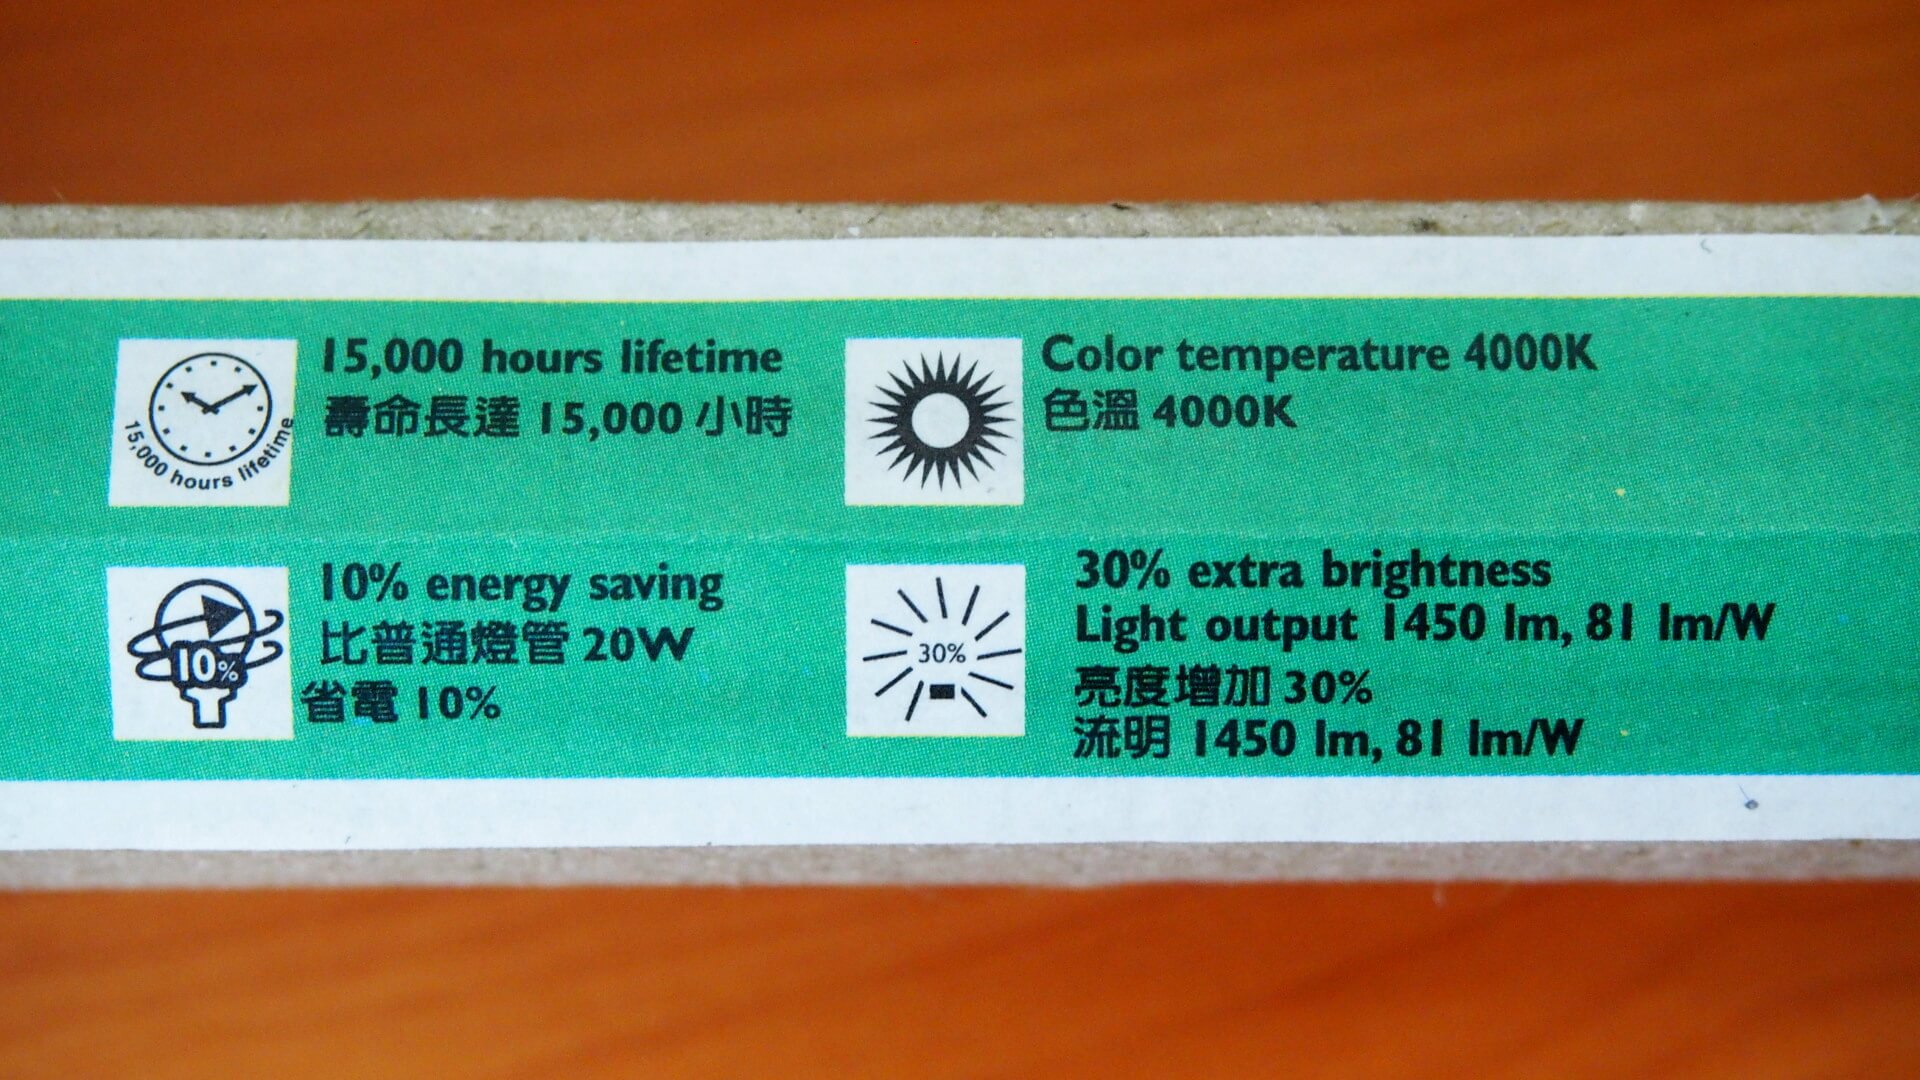 15,000 hours lifetime
壽命長達 15,000 小時
15,000 hours lifetime
Color temperature 4000K
色溫 4000K
10% energy saving
比普通燈管 20W
省電 10%
10%
30% extra brightness
Light output 1450 lm, 81 lm/W
亮度增加 30%
流明 1450 lm, 81 lm/W
30%